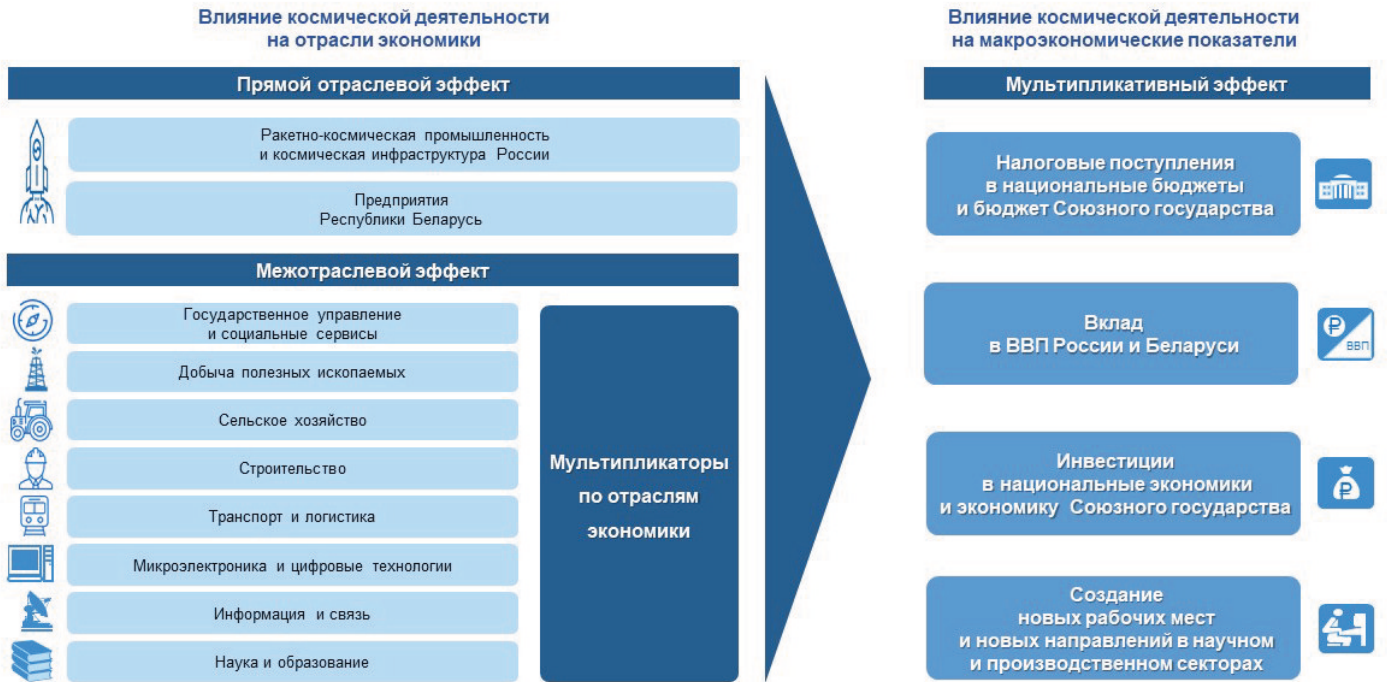 Влияние космической деятельности
на отрасли экономики
Прямой отраслевой эффект
Ракетно-космическая промышленность
и космическая инфраструктура России
Предприятия
Республики Беларусь
Межотраслевой эффект
Государственное управление
и социальные сервисы
Добыча полезных ископаемых
Сельское хозяйство
Строительство
Транспорт и логистика
Микроэлектроника и цифровые технологии
Информация и связь
Наука и образование
Мультипликаторы
по отраслям
экономики
Влияние космической деятельности
на макроэкономические показатели
Мультипликативный эффект
Налоговые поступления
в национальные бюджеты
и бюджет Союзного государства
Вклад
в ВВП России и Беларуси
₽
ВВП
Инвестиции
в национальные экономики
и экономику Союзного государства
₽
Создание
новых рабочих мест
и новых направлений в научном
и производственном секторах